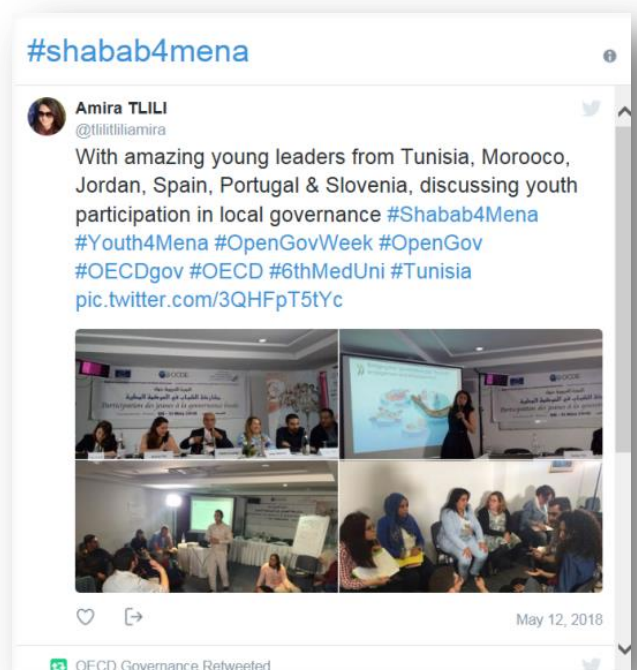 #shabab4mena
Amira TLILI
@tlilitliliamira
With amazing young leaders from Tunisia, Morooco,
Jordan, Spain, Portugal & Slovenia, discussing youth
participation in local governance #Shabab4Mena
#Youth4Mena #OpenGovWeek #OpenGov
#OECDgov #OECD #6thMedUni #Tunisia
pic.twitter.com/3QHFpT5tYc
OCDE
Participation des jeunes à la gouvernance locale
May 12, 2018
OECD Governance Retweeted